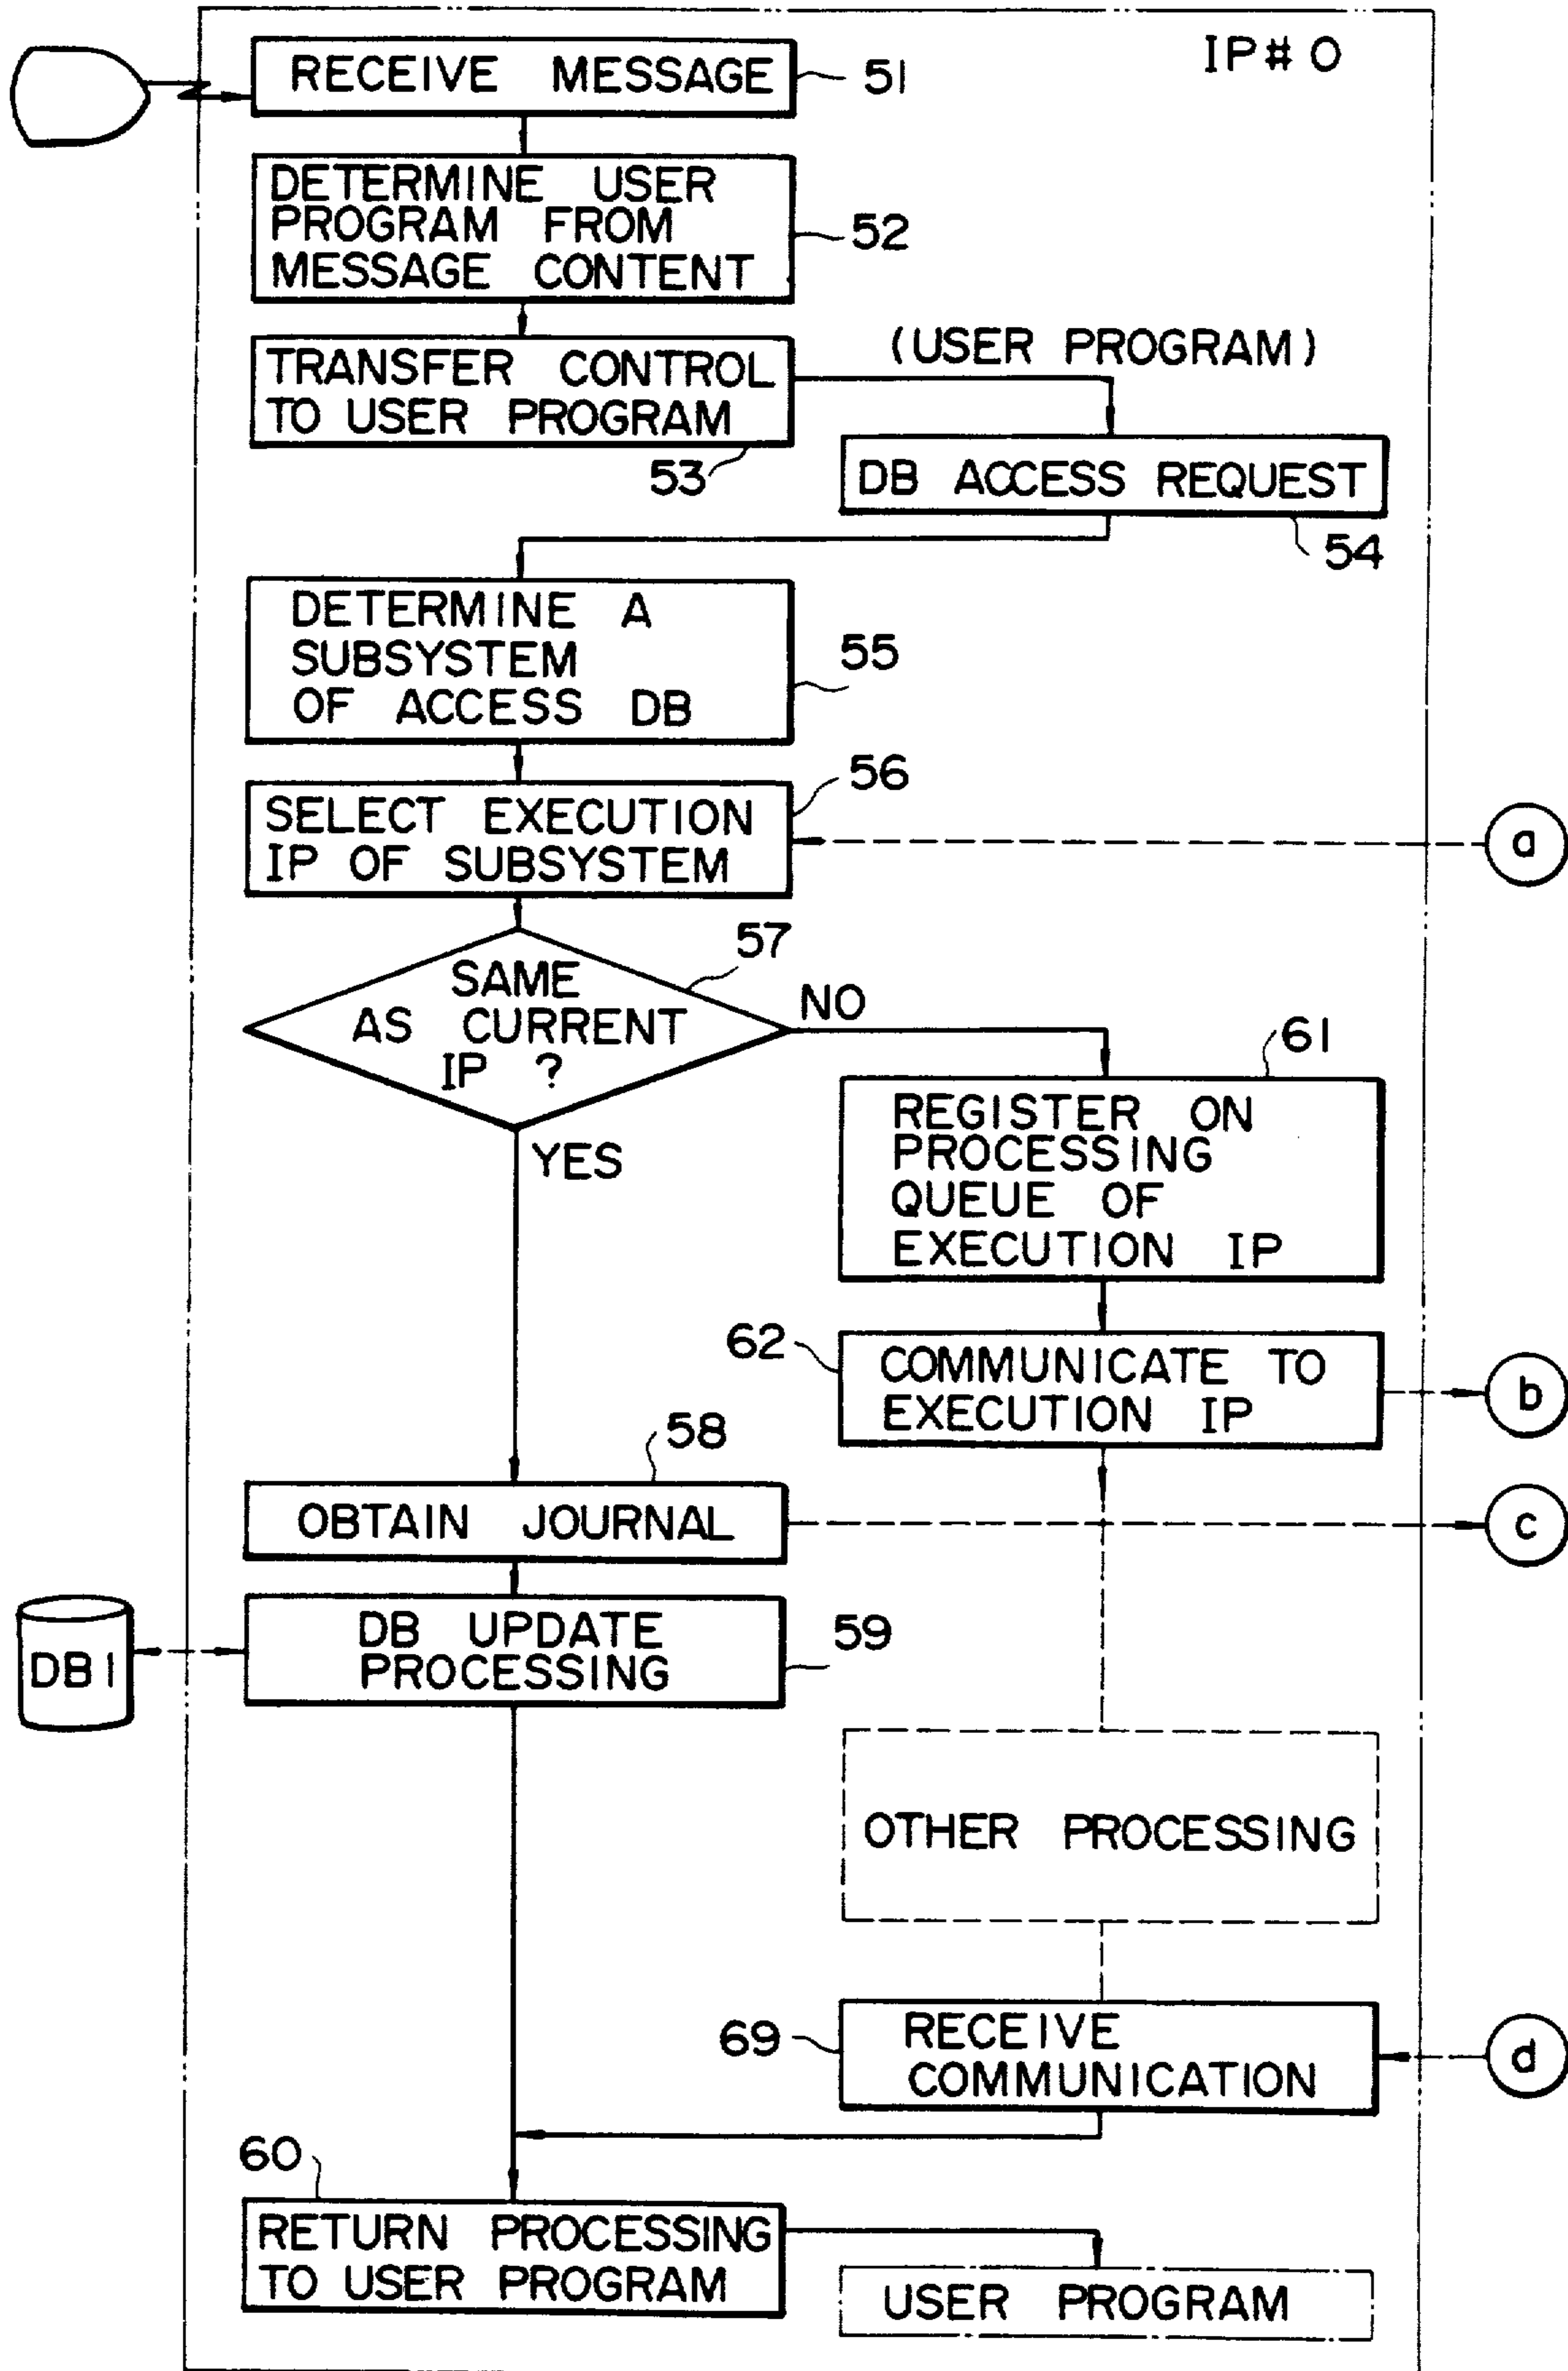 IP# 0
RECEIVE MESSAGE
51
DETERMINE USER
PROGRAM FROM
MESSAGE CONTENT
52
TRANSFER CONTROL
TO USER PROGRAM
53
(USER PROGRAM)
DB ACCESS REQUEST
54
DETERMINE A
SUBSYSTEM
OF ACCESS DB
55
56
SELECT EXECUTION
IP OF SUBSYSTEM
a
57
SAME
AS CURRENT
IP ?
NO
YES
61
REGISTER ON
PROCESSING
QUEUE OF
EXECUTION IP
62
COMMUNICATE TO
EXECUTION IP
b
58
OBTAIN JOURNAL
c
DB1
DB UPDATE
PROCESSING
59
OTHER PROCESSING
69
RECEIVE
COMMUNICATION
d
60
RETURN PROCESSING
TO USER PROGRAM
USER PROGRAM